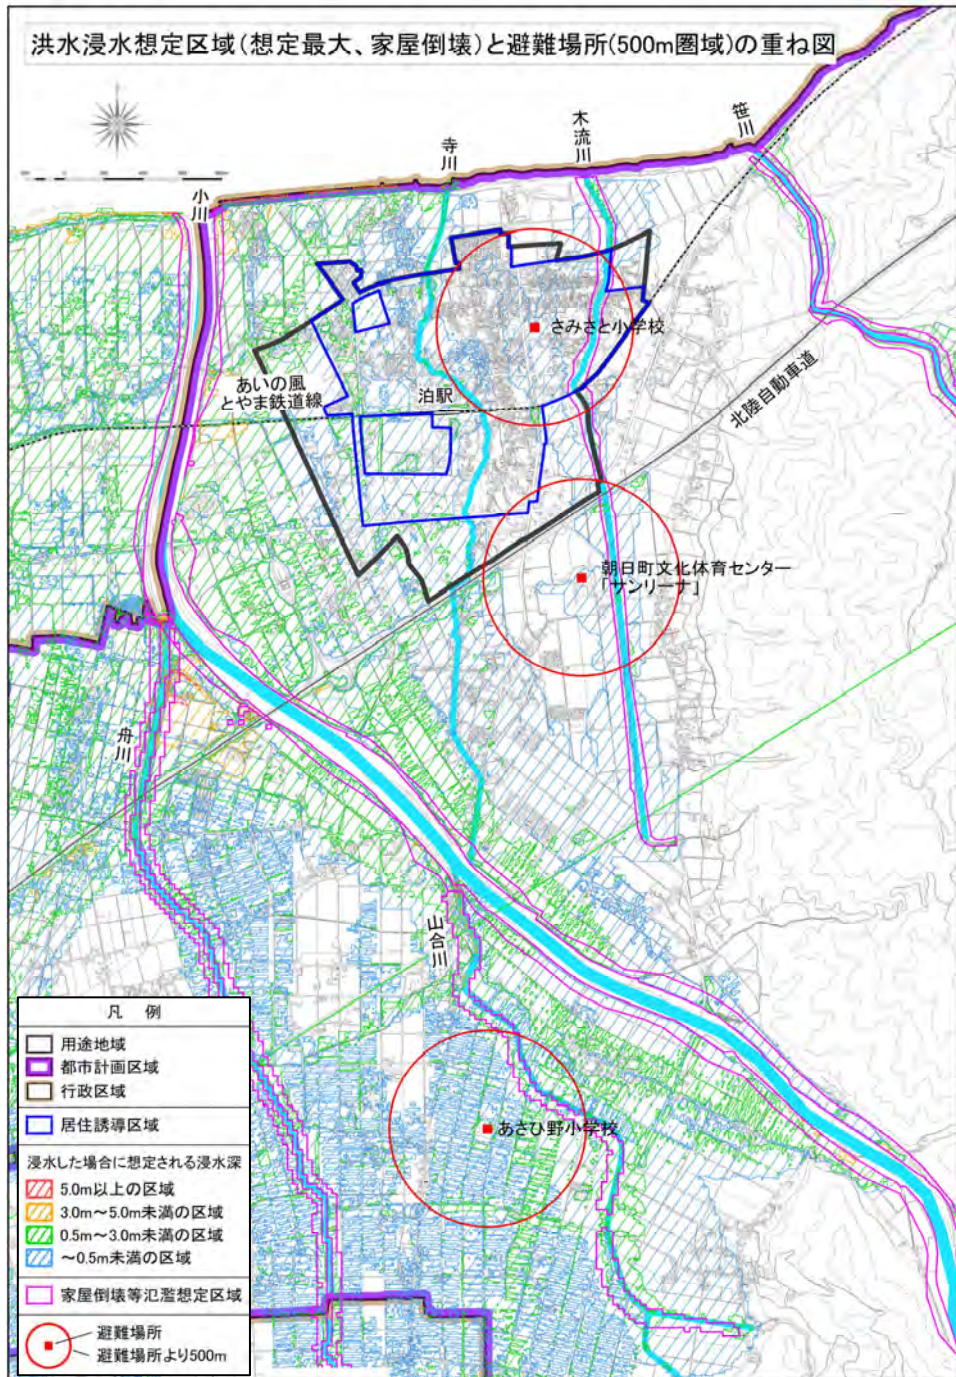 洪水浸水想定区域(想定最大、家屋倒壊)と避難場所(500m圏域)の重ね図
笹川
木流川
寺川
小川
さみさと小学校
あいの風
とやま鉄道線
泊駅
北陸自動車道
朝日町文化体育センター
「サンリーナ」
舟川
山合川
あさひ野小学校
凡 例
用途地域
都市計画区域
行政区域
居住誘導区域
浸水した場合に想定される浸水深
5.0m以上の区域
3.0m～5.0m未満の区域
0.5m～3.0m未満の区域
～0.5m未満の区域
家屋倒壊等氾濫想定区域
避難場所
避難場所より500m